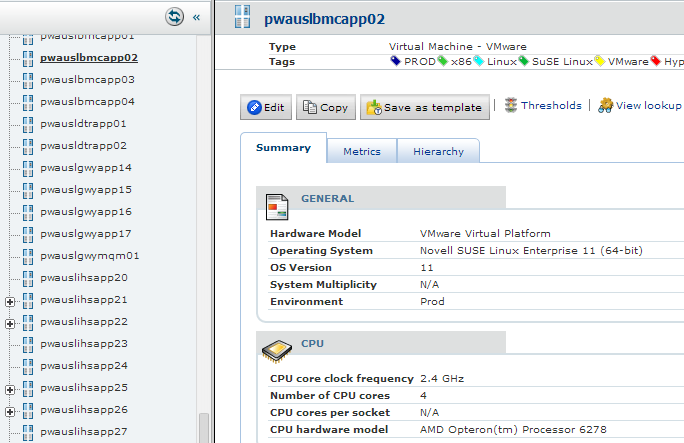 «
pwauslbmcapp01
pwauslbmcapp02
pwauslbmcapp03
pwauslbmcapp04
pwausldtrapp01
pwausldtrapp02
pwauslgwyapp14
pwauslgwyapp15
pwauslgwyapp16
pwauslgwyapp17
pwauslgwymqm01
pwauslihsapp20
pwauslihsapp21
pwauslihsapp22
pwauslihsapp23
pwauslihsapp24
pwauslihsapp25
pwauslihsapp26
pwauslihsapp27
pwauslbmcapp02
Type Virtual Machine - VMware
Tags PROD x86 Linux SuSE Linux VMware Hyp
Edit Copy Save as template | Thresholds | View lookup
Summary Metrics Hierarchy
GENERAL
Hardware Model VMware Virtual Platform
Operating System Novell SUSE Linux Enterprise 11 (64-bit)
OS Version 11
System Multiplicity N/A
Environment Prod
CPU
CPU core clock frequency 2.4 GHz
Number of CPU cores 4
CPU cores per socket N/A
CPU hardware model AMD Opteron(tm) Processor 6278